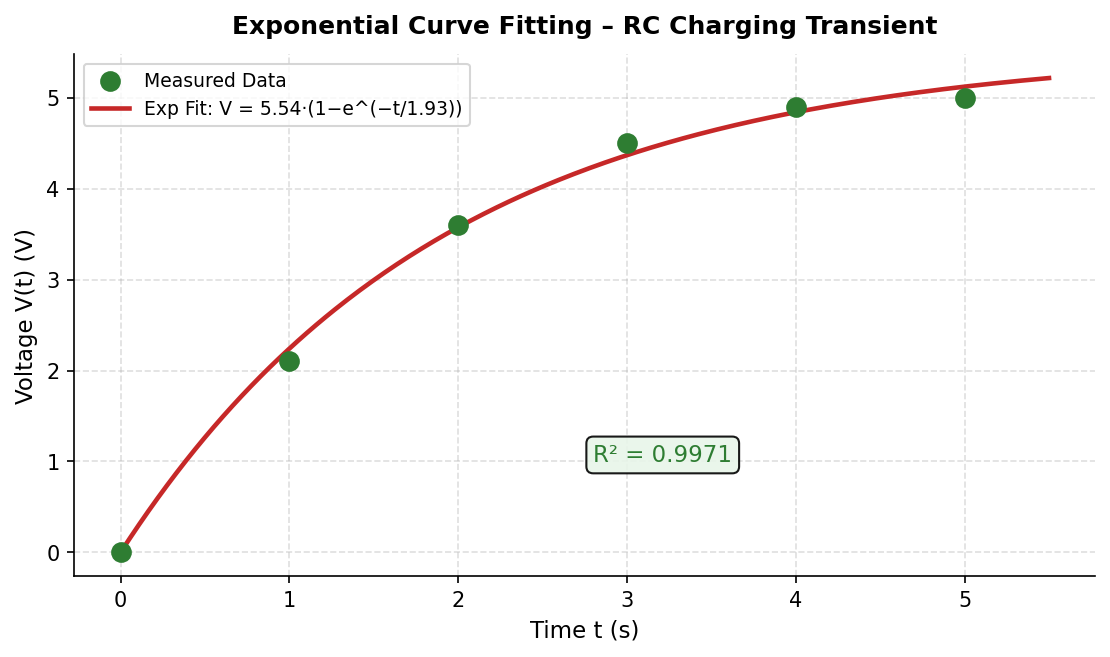 Exponential Curve Fitting – RC Charging Transient
Measured Data
Exp Fit: V = 5.54·(1−e^(−t/1.93))
R² = 0.9971
Voltage V(t) (V)
5
4
3
2
1
0
0 1 2 3 4 5
Time t (s)